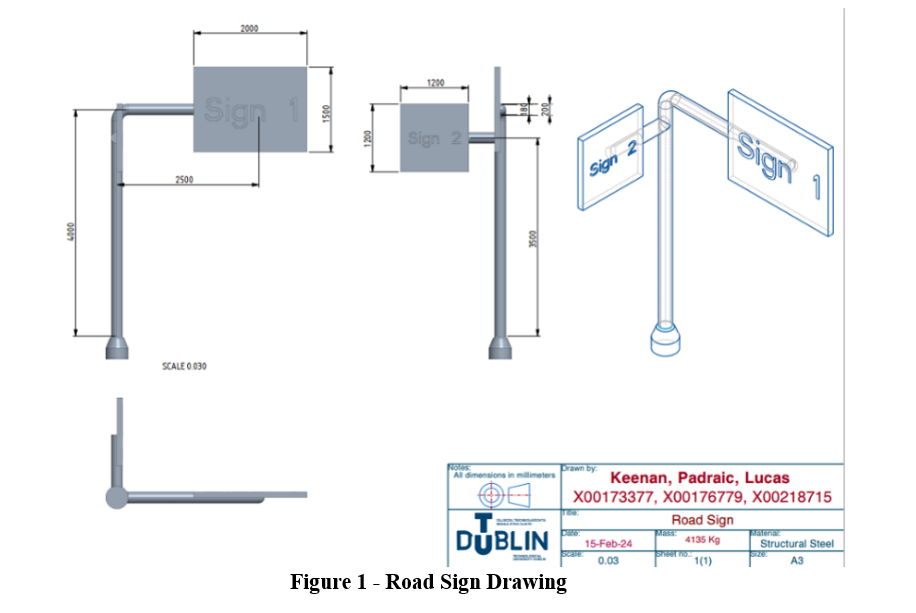 2000
Sign 1
1500
2500
4000
SCALE 0.030
1200
1200
Sign 2
180
200
3500
Sign 2
Sign 1
Notes:
All dimensions in millimeters
Drawn by:
Keenan, Padraic, Lucas
X00173377, X00176779, X00218715
Title:
Road Sign
Date:
15-Feb-24
Mass:
4135 Kg
Material:
Structural Steel
Scale:
0.03
Sheet no.:
1(1)
Size:
A3
T
DUBLIN
TECHNOLOGICAL
UNIVERSITY DUBLIN
Figure 1 - Road Sign Drawing